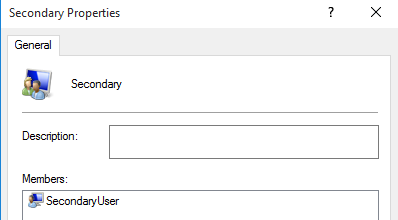 Secondary Properties
General
Secondary
Description:
Members:
SecondaryUser